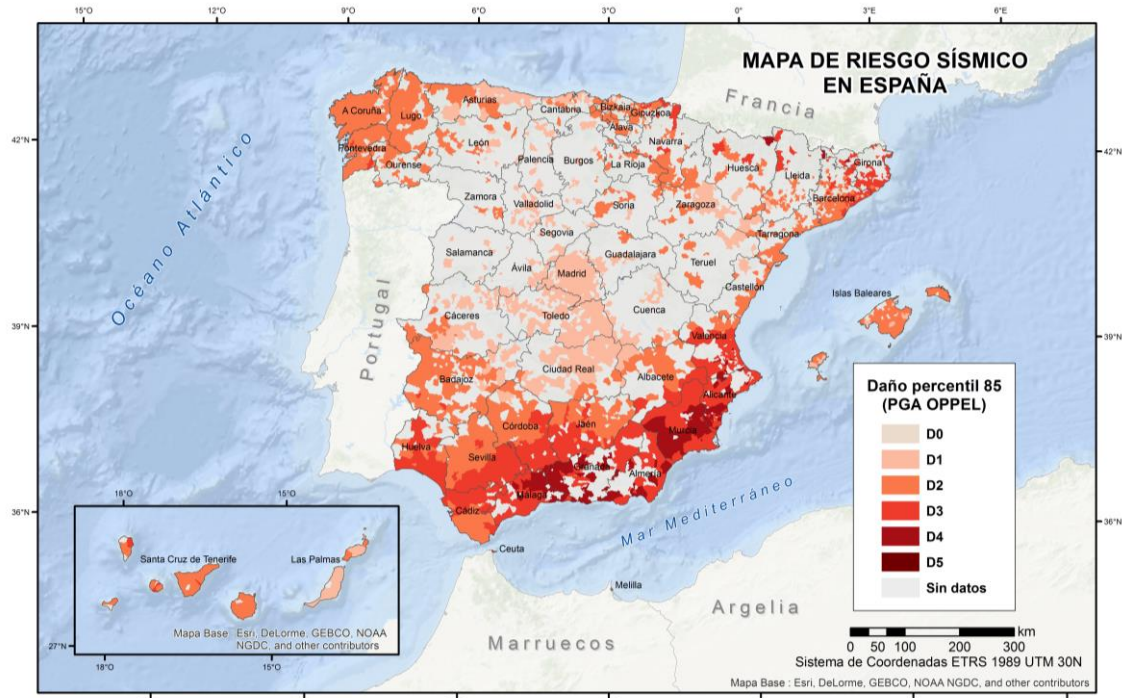 15°0'O
12°0'O
9°0'O
6°0'O
3°0'O
0°
3°E
6°E
MAPA DE RIESGO SÍSMICO
EN ESPAÑA
Francia
42°N
42°N
Océano Atlántico
A Coruña
Lugo
Asturias
Cantabria
Bizkaia
Gipuzkoa
Álava
Navarra
Pontevedra
Ourense
León
Palencia
Burgos
La Rioja
Huesca
Lleida
Girona
Barcelona
Zamora
Valladolid
Soria
Zaragoza
Tarragona
Segovia
Salamanca
Ávila
Guadalajara
Madrid
Teruel
Castellón
Islas Baleares
Portugal
Cáceres
Toledo
Cuenca
Valencia
39°N
39°N
Ciudad Real
Badajoz
Albacete
Alicante
Córdoba
Jaén
Murcia
Huelva
Sevilla
Granada
Almería
Málaga
Cádiz
36°N
36°N
Mar Mediterráneo
Ceuta
Melilla
Marruecos
Argelia
Daño percentil 85
(PGA OPPEL)
D0
D1
D2
D3
D4
D5
Sin datos
18°O
15°O
Santa Cruz de Tenerife
Las Palmas
Mapa Base : Esri, DeLorme, GEBCO, NOAA
NGDC, and other contributors
27°N
18°O
15°O
km
0 50 100 200 300
Sistema de Coordenadas ETRS 1989 UTM 30N
Mapa Base : Esri, DeLorme, GEBCO, NOAA NGDC, and other contributors